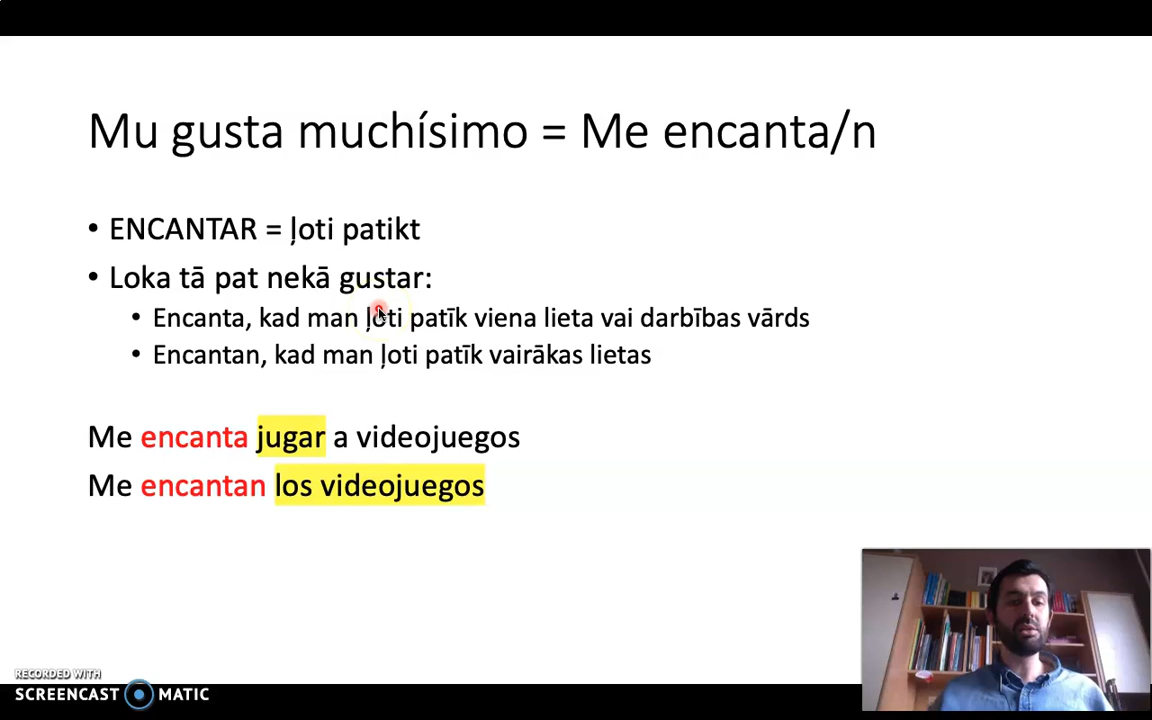 Mu gusta muchísimo = Me encanta/n
• ENCANTAR = ļoti patikt
• Loka tā pat nekā gustar:
• Encanta, kad man ļoti patīk viena lieta vai darbības vārds
• Encantan, kad man ļoti patīk vairākas lietas
Me encanta jugar a videojuegos
Me encantan los videojuegos
RECORDED WITH
SCREENCAST MATIC